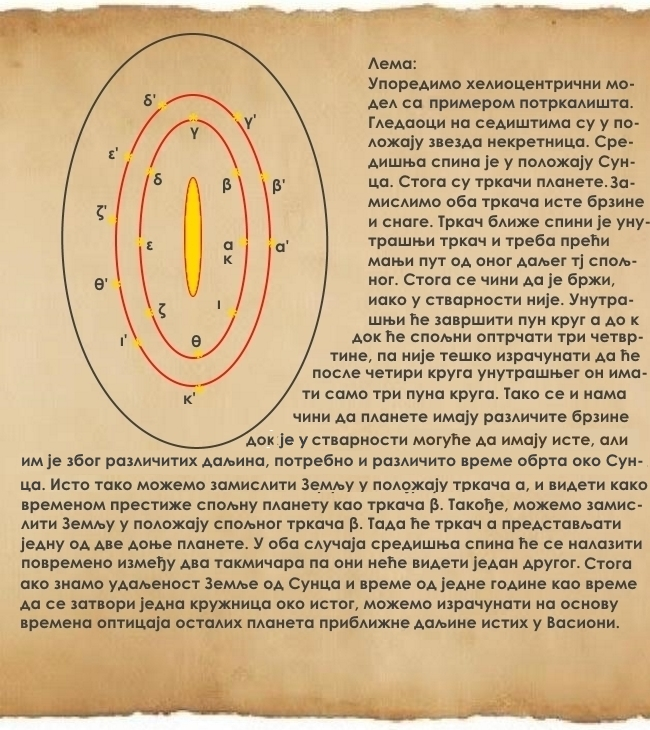 Лема:
Упоредимо хелиоцентрични мо-
дел са примером потркалишта.
Гледаоци на седиштима су у по-
ложају звезда некретница. Сре-
дишња спина је у положају Сун-
ца. Стога су тркачи планете.За-
мислимо оба тркача исте брзине
и снаге. Тркач ближе спини је уну-
трашњи тркач и треба прећи
мањи пут од оног даљег тј спољ-
ног. Стога се чини да је бржи,
иако у стварности није. Унутра-
шњи ће завршити пун круг а до к
док ће спољни оптрчати три четвр-
тине, па није тешко израчунати да ће
после четири круга унутрашњег он има-
ти само три пуна круга. Тако се и нама
чини да планете имају различите брзине
док је у стварности могуће да имају исте, али
им је због различитих даљина, потребно и различито време обрта око Сун-
ца. Исто тако можемо замислити Земљу у положају тркача а, и видети како
временом престиже спољну планету као тркача β. Такође, можемо замис-
лити Земљу у положају спољног тркача β. Тада ће тркач а представљати
једну од две доње планете. У оба случаја средишња спина ће се налазити
повремено између два такмичара па они неће видети један другог. Стога
ако знамо удаљеност Земље од Сунца и време од једне године као време
да се затвори једна кружница око истог, можемо израчунати на основу
времена оптицаја осталих планета приближне даљине истих у Васиони.
δ'
γ'
γ
ε'
δ
β
β'
ζ'
ε
α
κ
α'
θ'
ζ
ι
ι'
θ
κ'